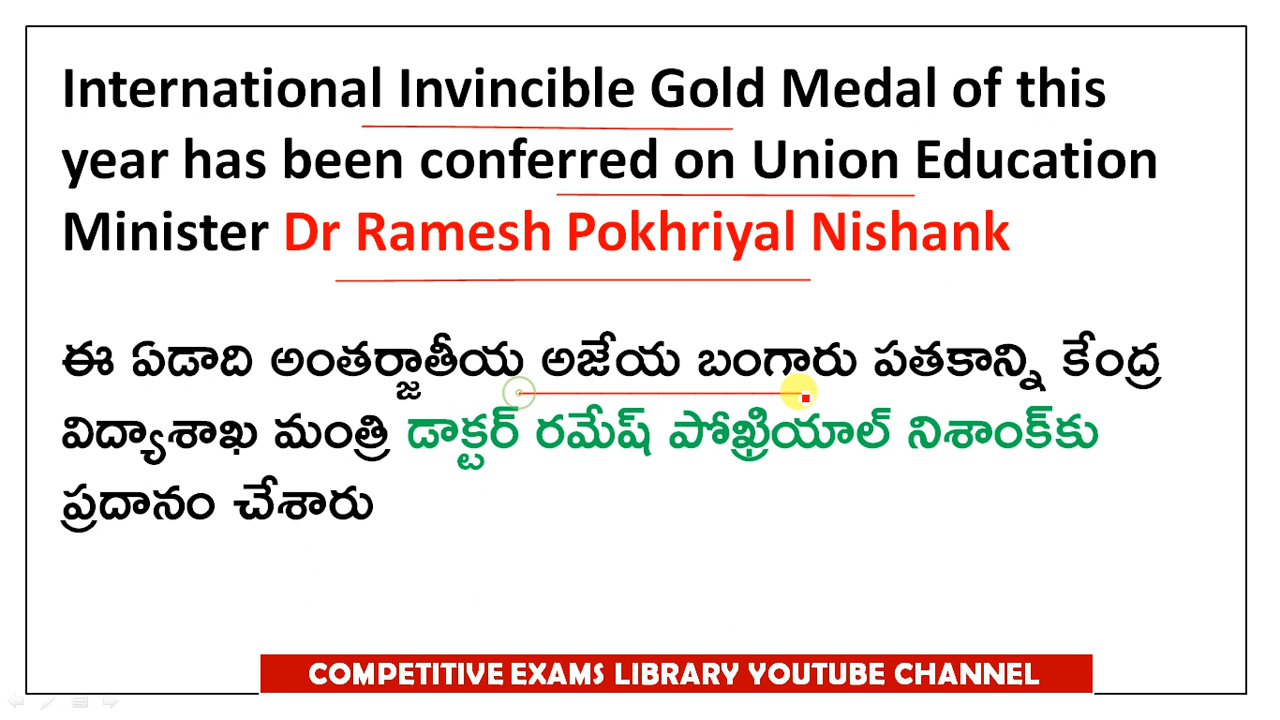 International Invincible Gold Medal of this
year has been conferred on Union Education
Minister Dr Ramesh Pokhriyal Nishank
ఈ ఏడాది అంతర్జాతీయ అజేయ బంగారు పతకాన్ని కేంద్ర
విద్యాశాఖ మంత్రి డాక్టర్ రమేష్ పోఖ్రియాల్ నిశాంక్‌కు
ప్రదానం చేశారు
COMPETITIVE EXAMS LIBRARY YOUTUBE CHANNEL